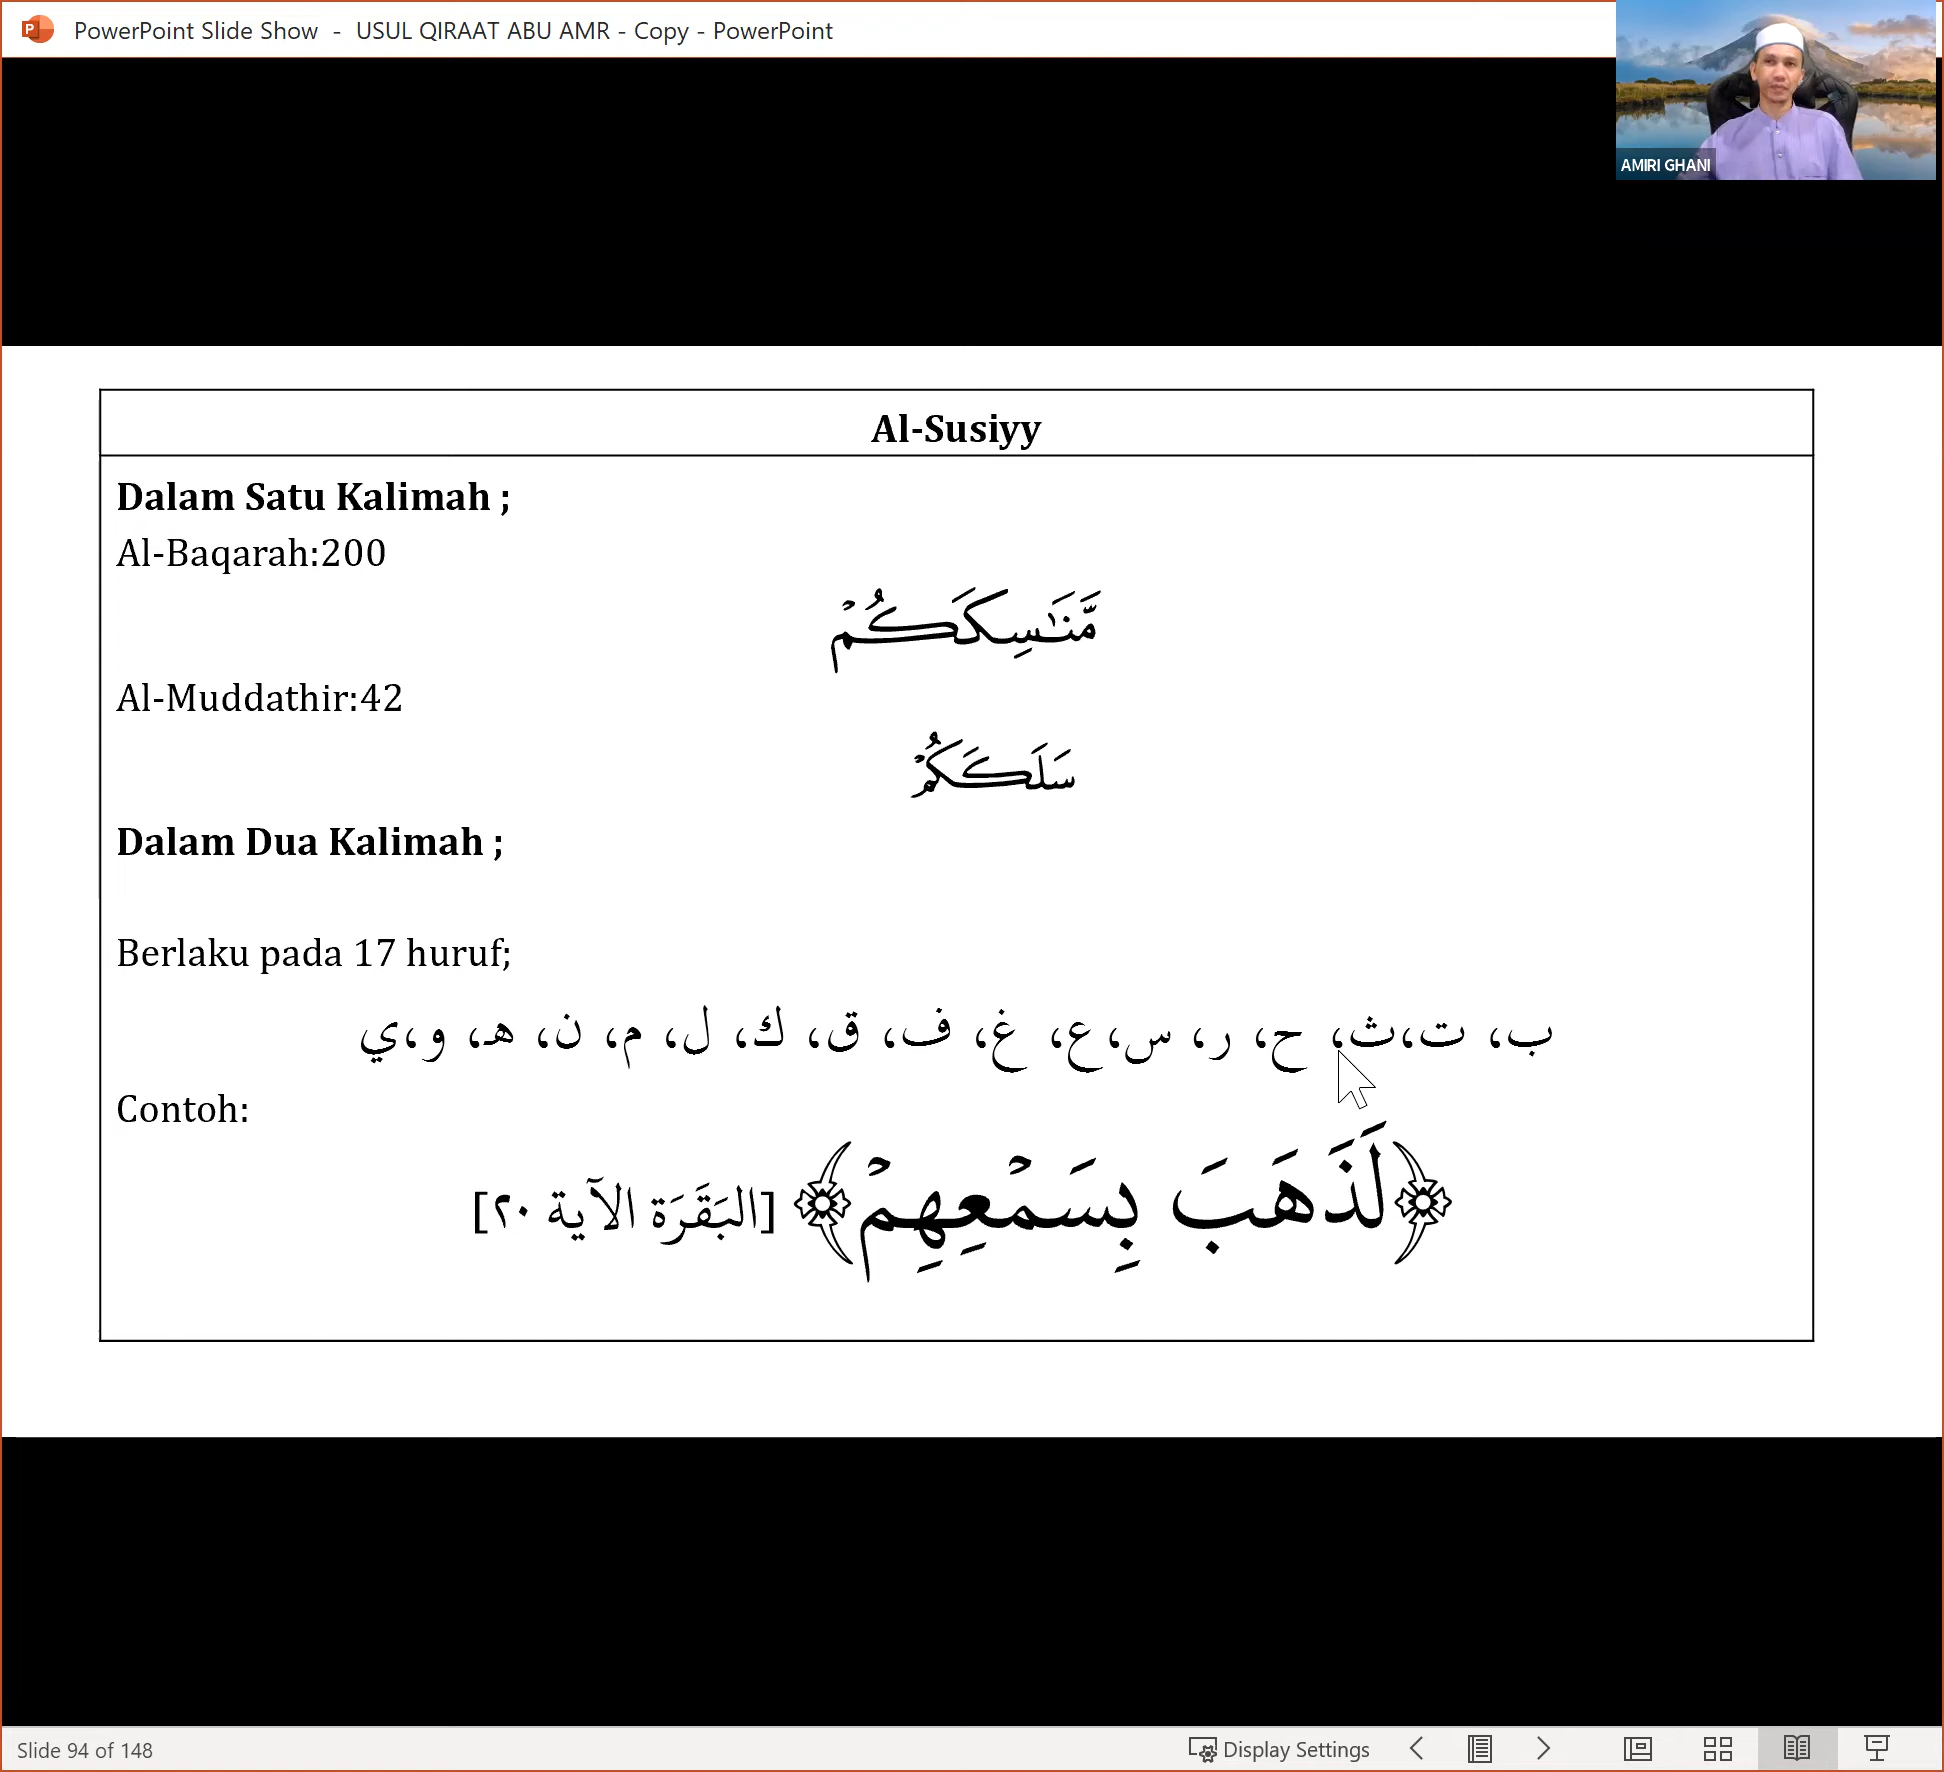 PowerPoint Slide Show - USUL QIRAAT ABU AMR - Copy - PowerPoint
AMIRI GHANI
Al-Susiyy
Dalam Satu Kalimah ;
Al-Baqarah:200
مَّنَـٰسِكَكُمۡ
Al-Muddathir:42
سَلَكَكُمۡ
Dalam Dua Kalimah ;
Berlaku pada 17 huruf;
ب، ت،ث، ح، ر، س،ع، غ، ف، ق، ك، ل، م، ن، هـ، و،ي
Contoh:
﴿لَذَهَبَ بِسَمۡعِهِمۡ﴾ [البَقَرَة الآية ٢٠]
Slide 94 of 148
Display Settings